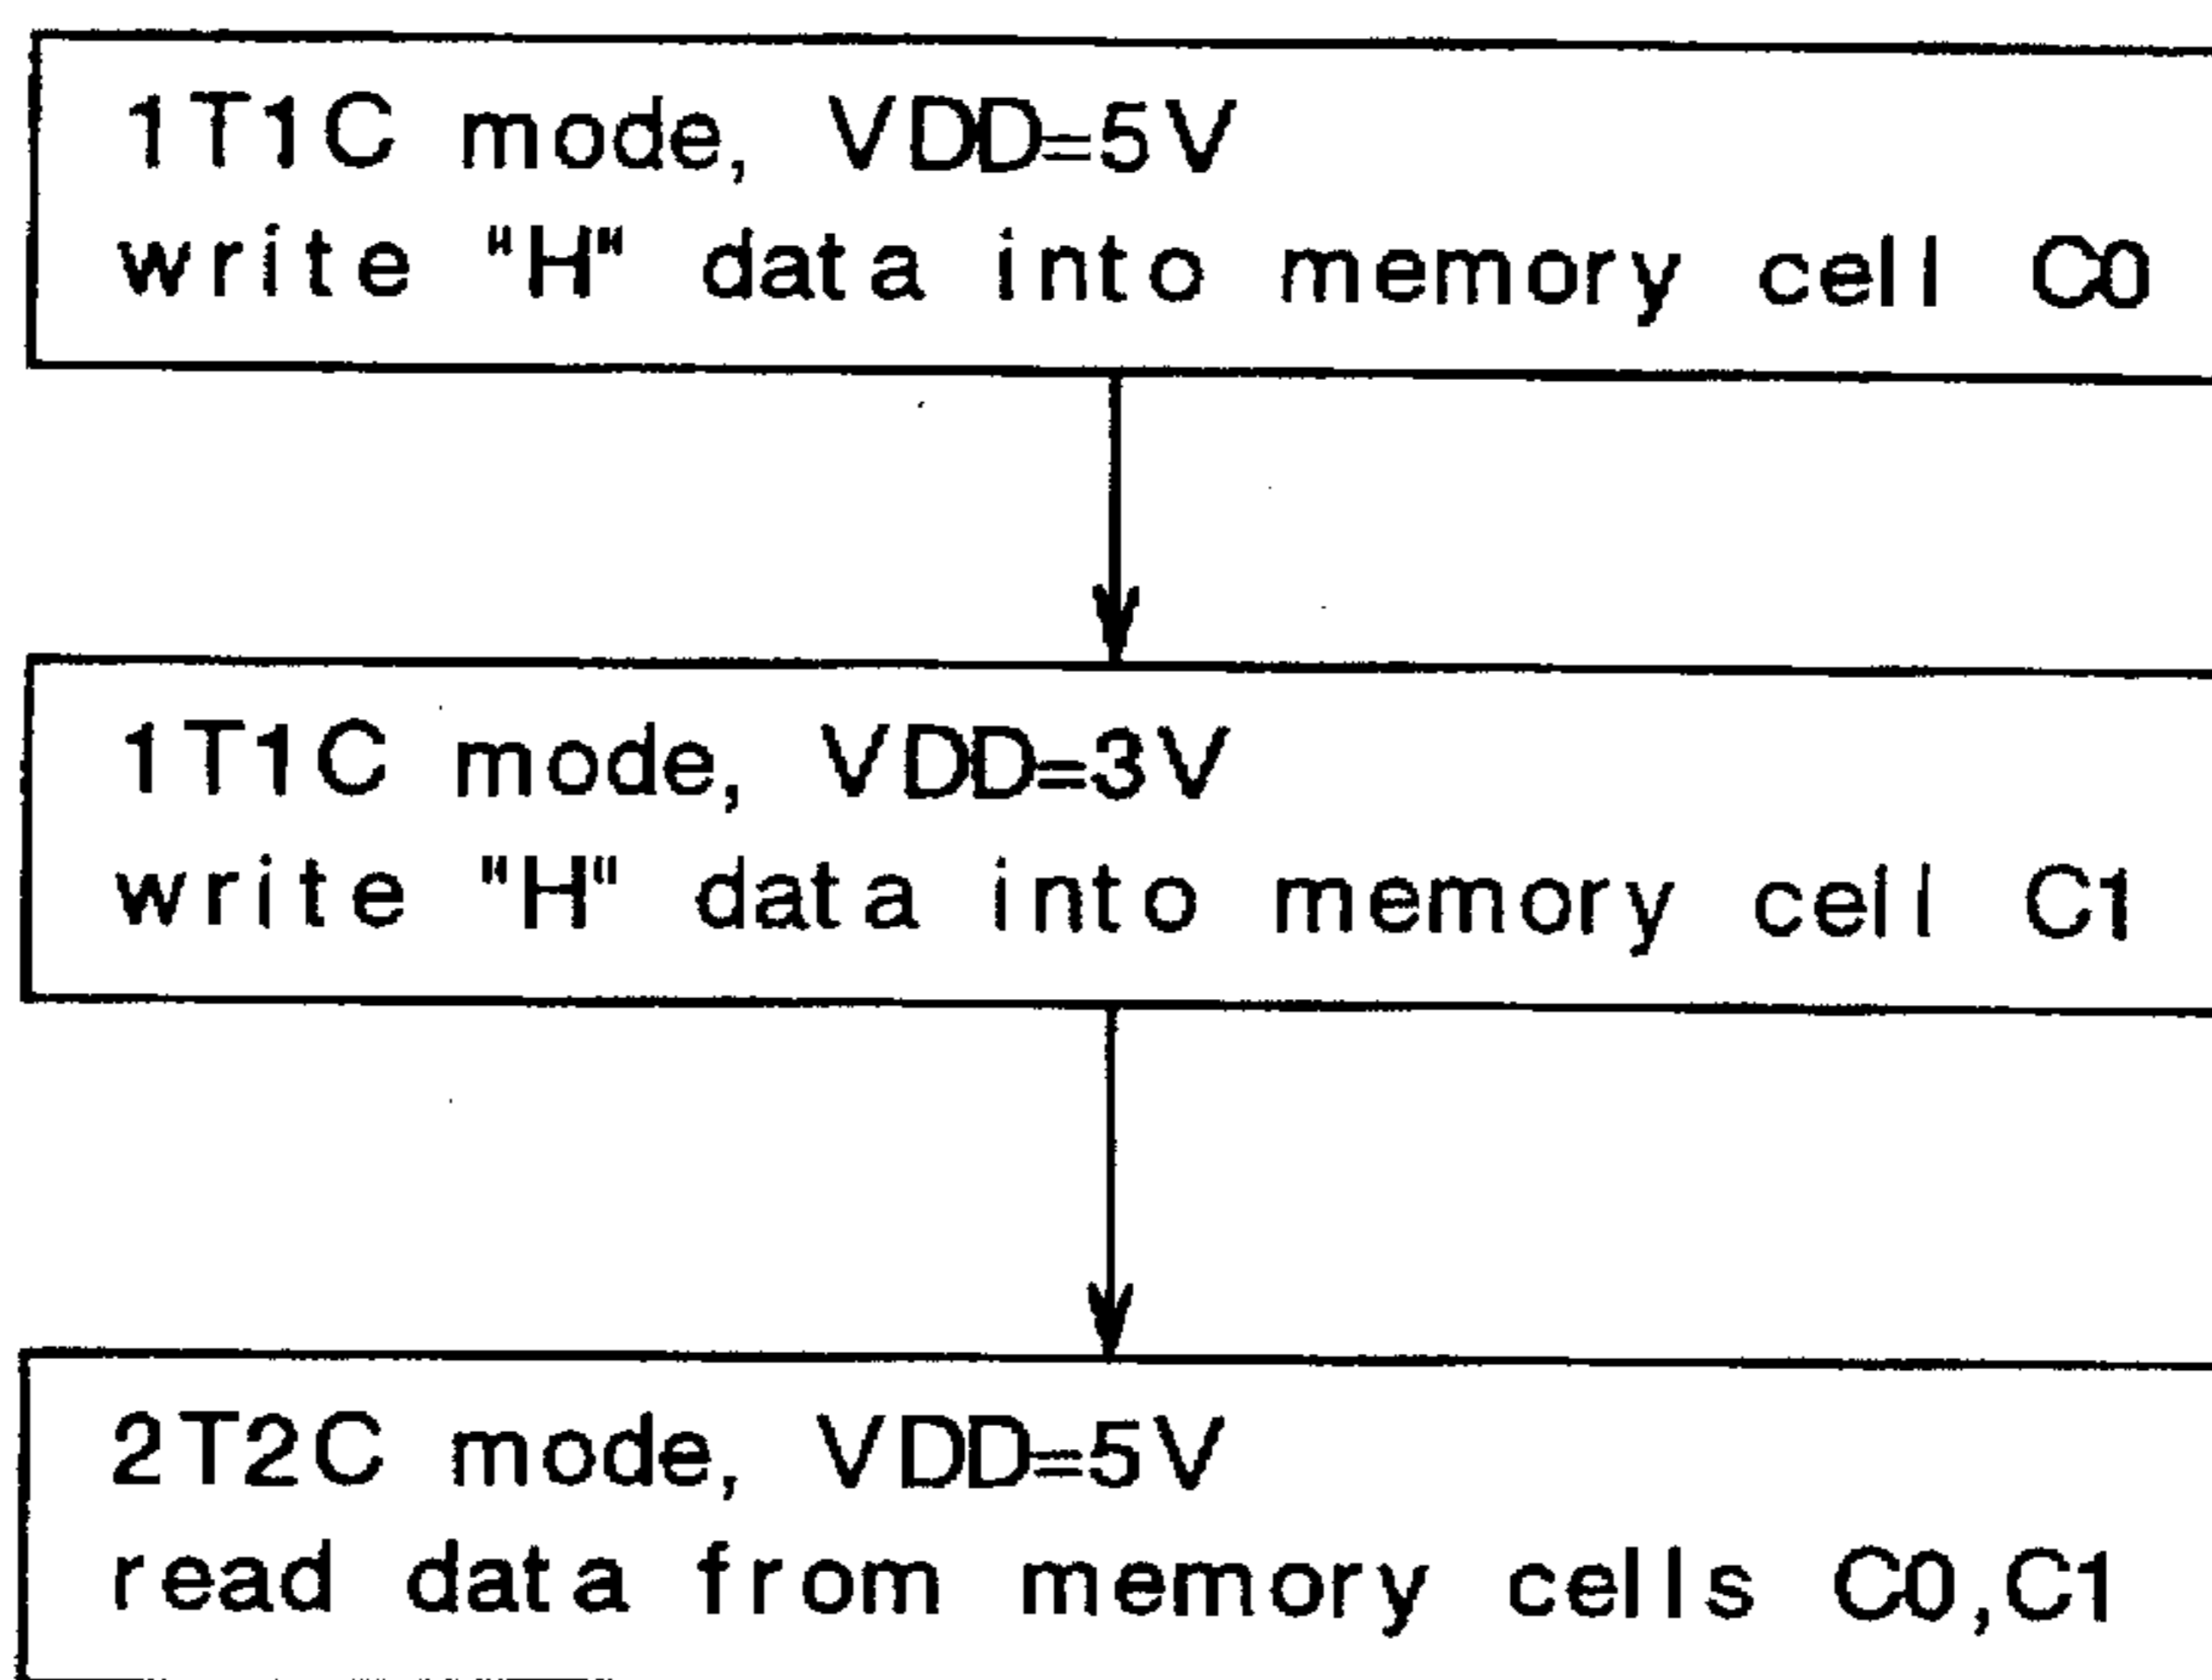 1T1C mode, VDD=5V
write "H" data into memory cell C0
1T1C mode, VDD=3V
write "H" data into memory cell C1
2T2C mode, VDD=5V
read data from memory cells C0,C1